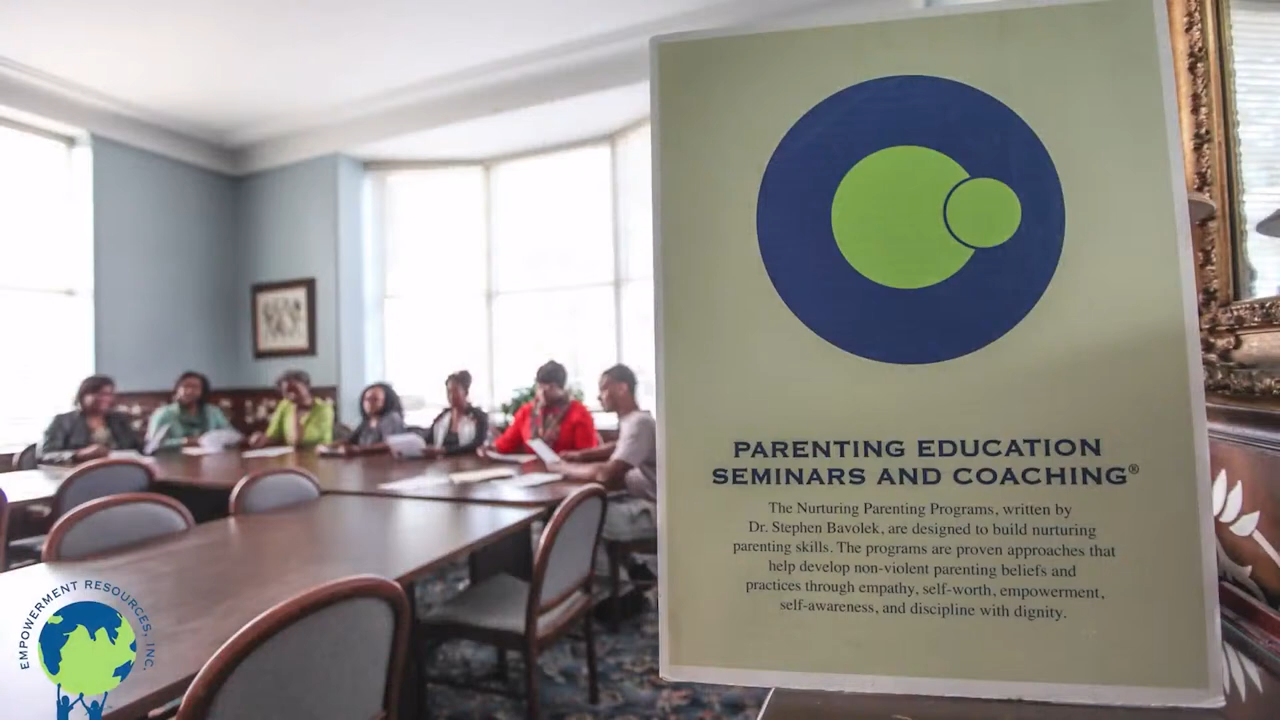 PARENTING EDUCATION
SEMINARS AND COACHING®
The Nurturing Parenting Programs, written by
Dr. Stephen Bavolek, are designed to build nurturing
parenting skills. The programs are proven approaches that
help develop non-violent parenting beliefs and
practices through empathy, self-worth, empowerment,
self-awareness, and discipline with dignity.
EMPOWERMENT RESOURCES, INC.